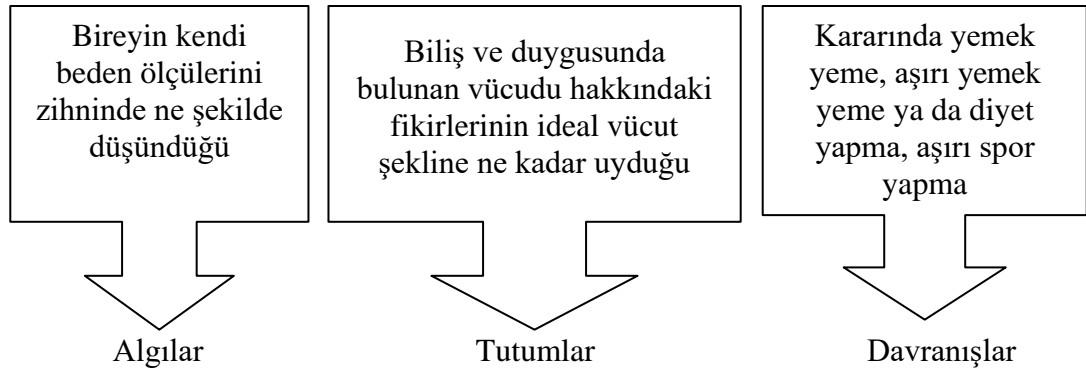 Bireyin kendi
beden ölçülerini
zihninde ne şekilde
düşündüğü
Biliş ve duygusunda
bulunan vücudu hakkındaki
fikirlerinin ideal vücut
şekline ne kadar uyduğu
Kararında yemek
yeme, aşırı yemek
yeme ya da diyet
yapma, aşırı spor
yapma
Algılar
Tutumlar
Davranışlar